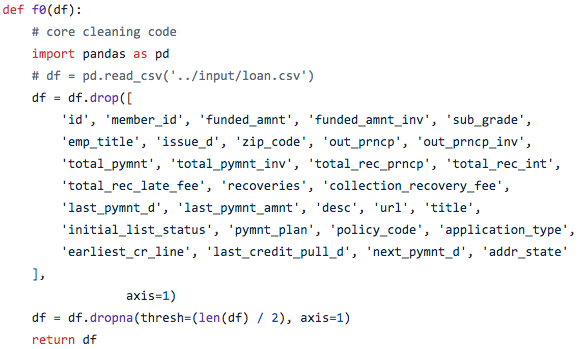 def f0(df):
    # core cleaning code
    import pandas as pd
    # df = pd.read_csv('../input/loan.csv')
    df = df.drop([
        'id', 'member_id', 'funded_amnt', 'funded_amnt_inv', 'sub_grade',
        'emp_title', 'issue_d', 'zip_code', 'out_prncp', 'out_prncp_inv',
        'total_pymnt', 'total_pymnt_inv', 'total_rec_prncp', 'total_rec_int',
        'total_rec_late_fee', 'recoveries', 'collection_recovery_fee',
        'last_pymnt_d', 'last_pymnt_amnt', 'desc', 'url', 'title',
        'initial_list_status', 'pymnt_plan', 'policy_code', 'application_type',
        'earliest_cr_line', 'last_credit_pull_d', 'next_pymnt_d', 'addr_state'
    ],
                 axis=1)
    df = df.dropna(thresh=(len(df) / 2), axis=1)
    return df